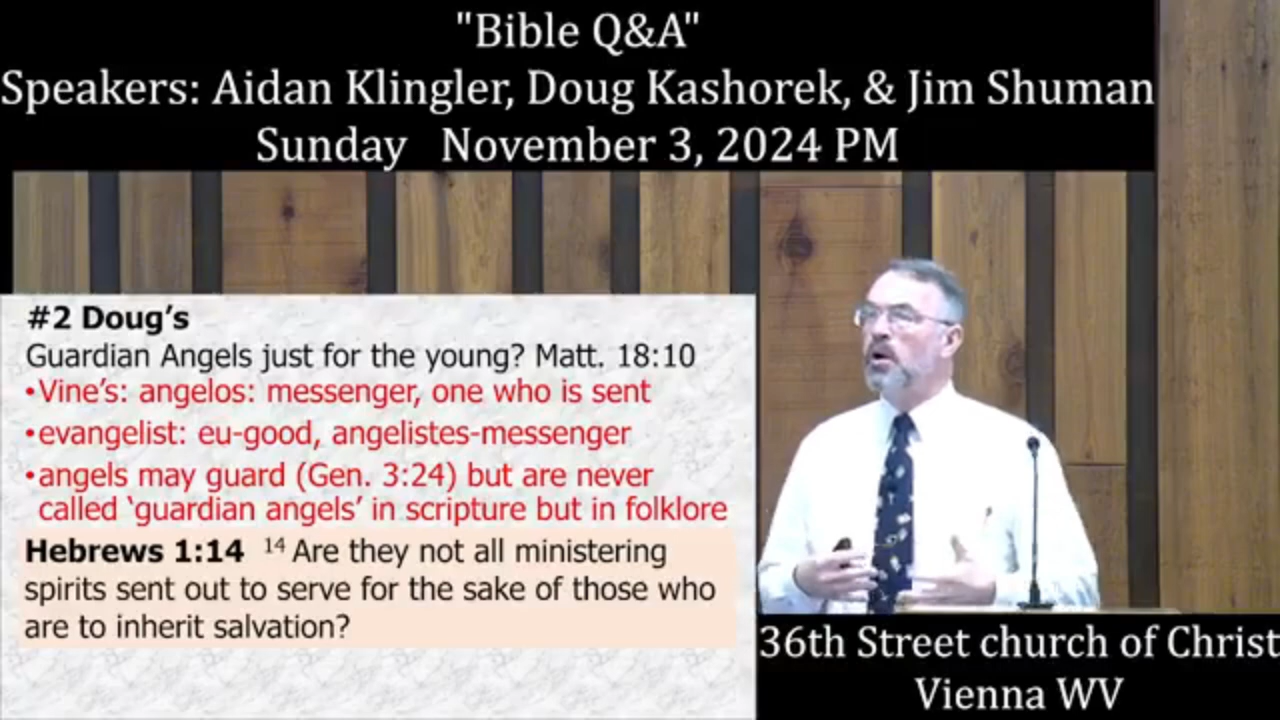 "Bible Q&A"
Speakers: Aidan Klingler, Doug Kashorek, & Jim Shuman
Sunday November 3, 2024 PM
#2 Doug's
Guardian Angels just for the young? Matt. 18:10
•Vine's: angelos: messenger, one who is sent
•evangelist: eu-good, angelistes-messenger
•angels may guard (Gen. 3:24) but are never
called ‘guardian angels’ in scripture but in folklore
Hebrews 1:14 ¹⁴ Are they not all ministering
spirits sent out to serve for the sake of those who
are to inherit salvation?
36th Street church of Christ
Vienna WV